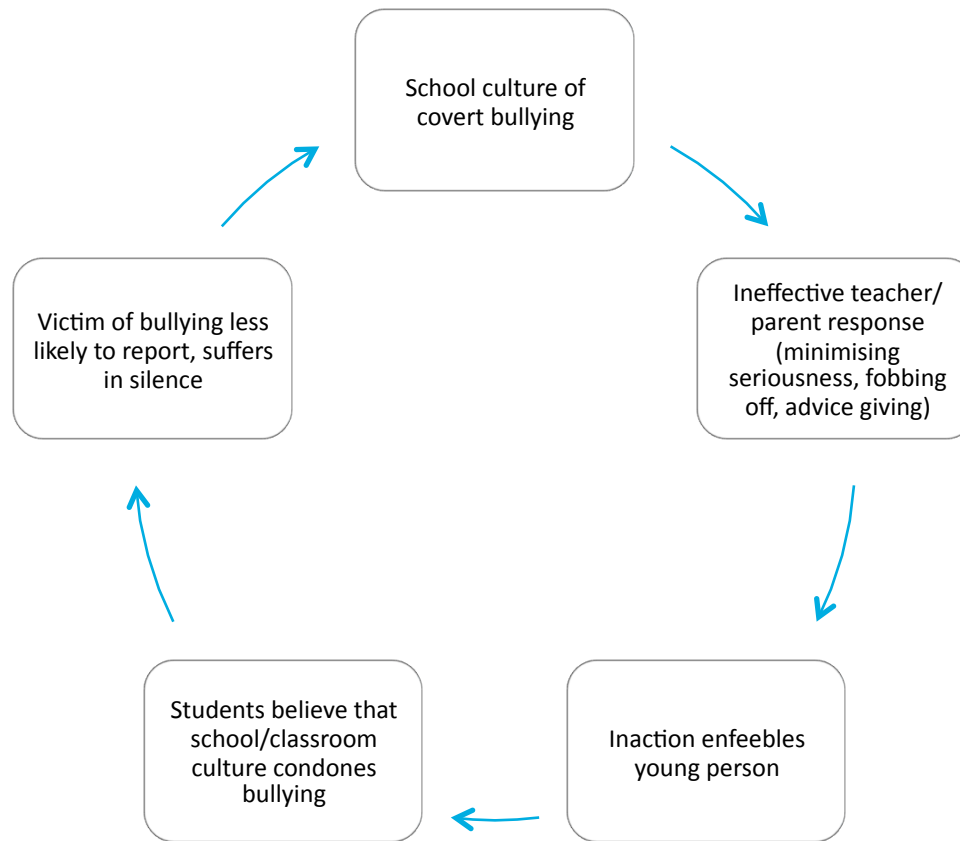 School culture of
covert bullying
Ineffective teacher/
parent response
(minimising
seriousness, fobbing
off, advice giving)
Inaction enfeebles
young person
Students believe that
school/classroom
culture condones
bullying
Victim of bullying less
likely to report, suffers
in silence